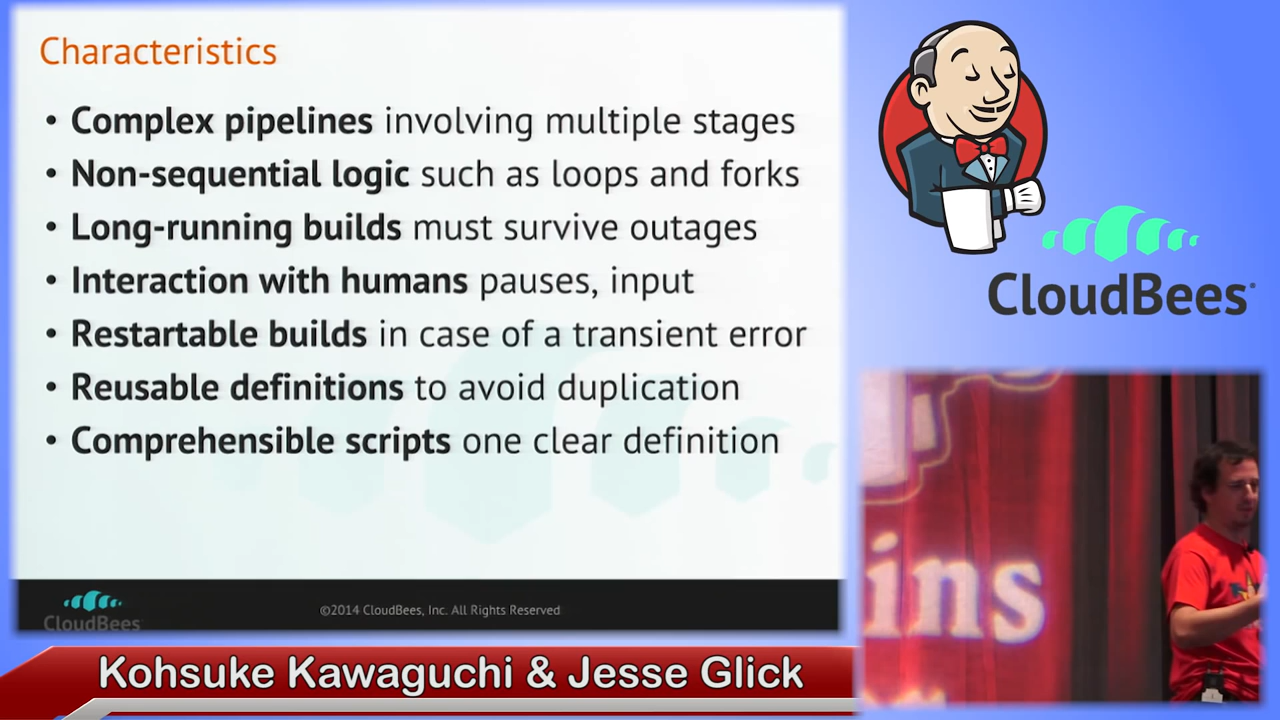 Characteristics
• Complex pipelines involving multiple stages
• Non-sequential logic such as loops and forks
• Long-running builds must survive outages
• Interaction with humans pauses, input
• Restartable builds in case of a transient error
• Reusable definitions to avoid duplication
• Comprehensible scripts one clear definition
CloudBees
©2014 CloudBees, Inc. All Rights Reserved
Kohsuke Kawaguchi & Jesse Glick
CloudBees
ins